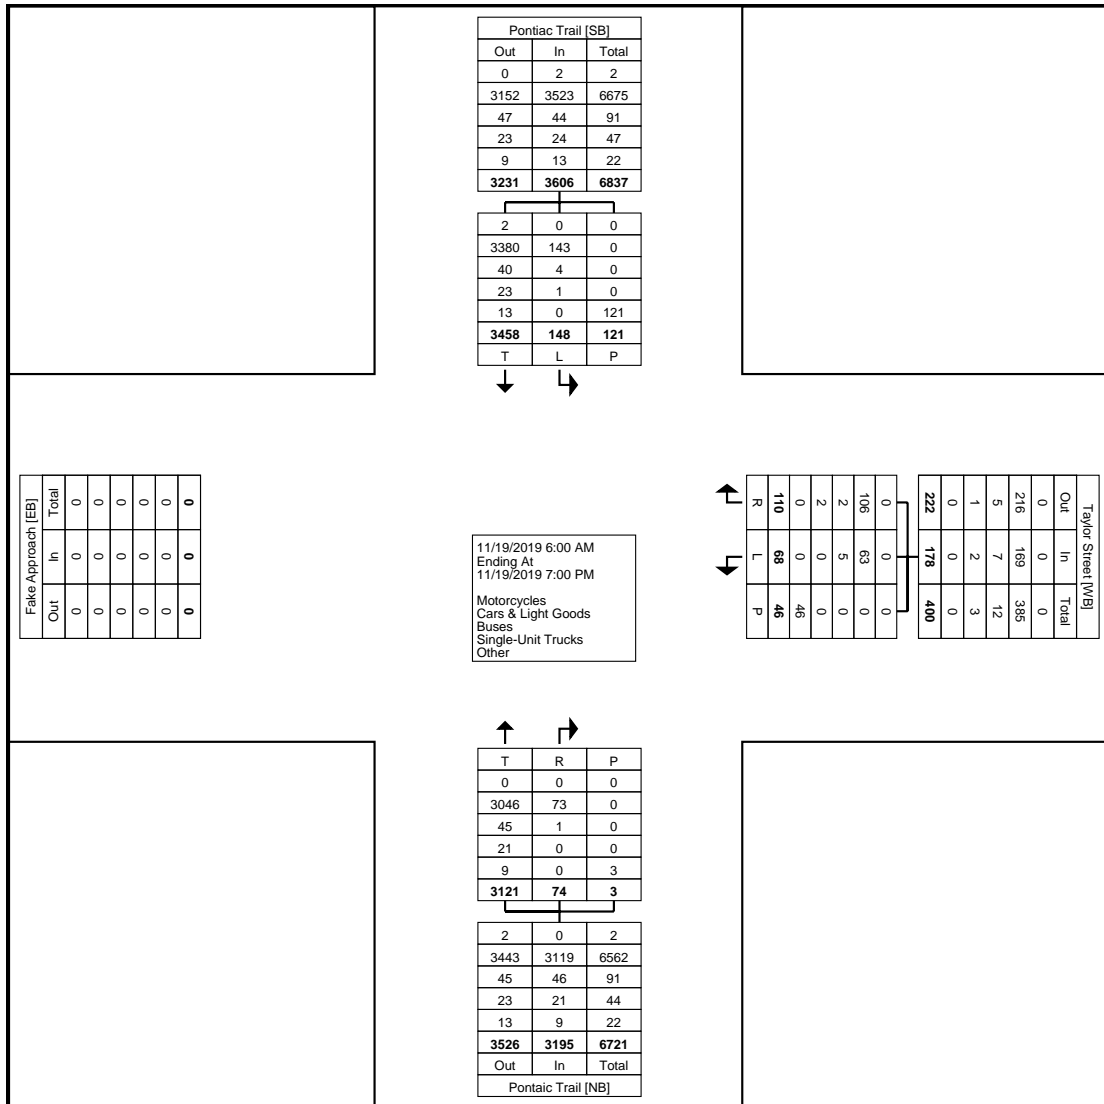 Pontiac Trail [SB]
Out In Total
0 2 2
3152 3523 6675
47 44 91
23 24 47
9 13 22
3231 3606 6837
2 0 0
3380 143 0
40 4 0
23 1 0
13 0 121
3458 148 121
T L P
Fake Approach [EB]
Total 0 0 0 0 0 0
In 0 0 0 0 0 0
Out 0 0 0 0 0 0
11/19/2019 6:00 AM
Ending At
11/19/2019 7:00 PM
Motorcycles
Cars & Light Goods
Buses
Single-Unit Trucks
Other
Taylor Street [WB]
Out In Total
0 0 0
216 169 385
5 7 12
1 2 3
0 0 0
222 178 400
0 0 0
106 63 0
2 5 0
2 0 0
0 0 46
110 68 46
R L P
T R P
0 0 0
3046 73 0
45 1 0
21 0 0
9 0 3
3121 74 3
2 0 2
3443 3119 6562
45 46 91
23 21 44
13 9 22
3526 3195 6721
Out In Total
Pontaic Trail [NB]